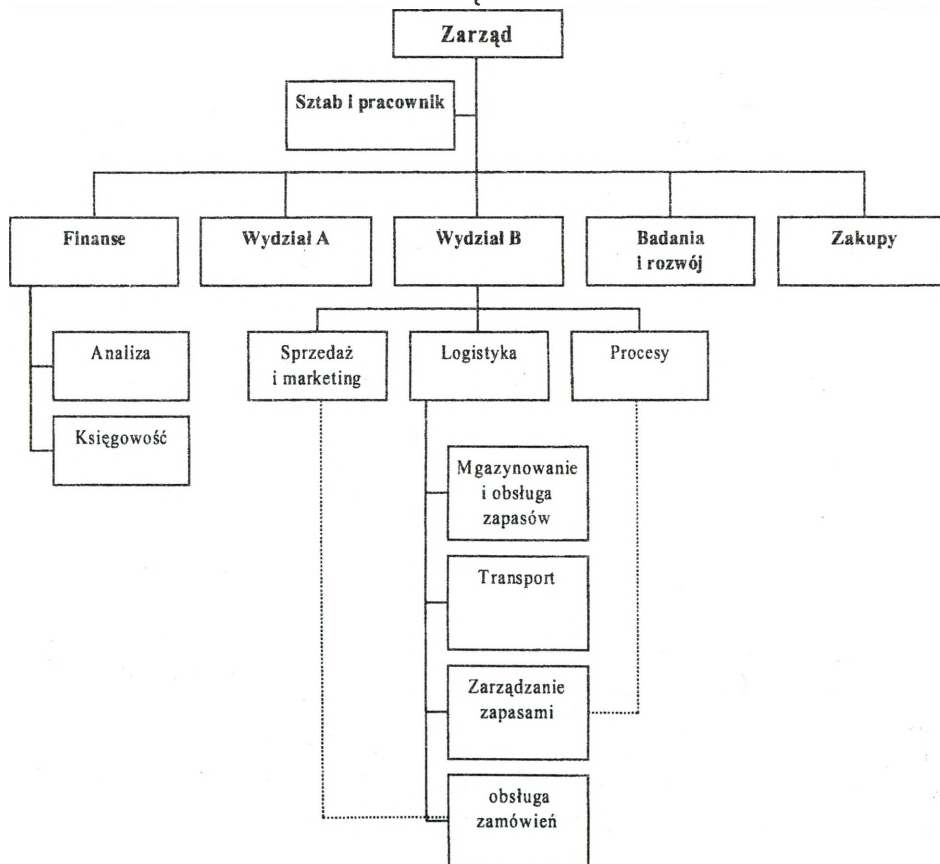 Zarząd
Sztab i pracownik
Finanse
Wydział A
Wydział B
Badania
i rozwój
Zakupy
Analiza
Sprzedaż
i marketing
Logistyka
Procesy
Księgowość
Mgazynowanie
i obsługa
zapasów
Transport
Zarządzanie
zapasami
obsługa
zamówień